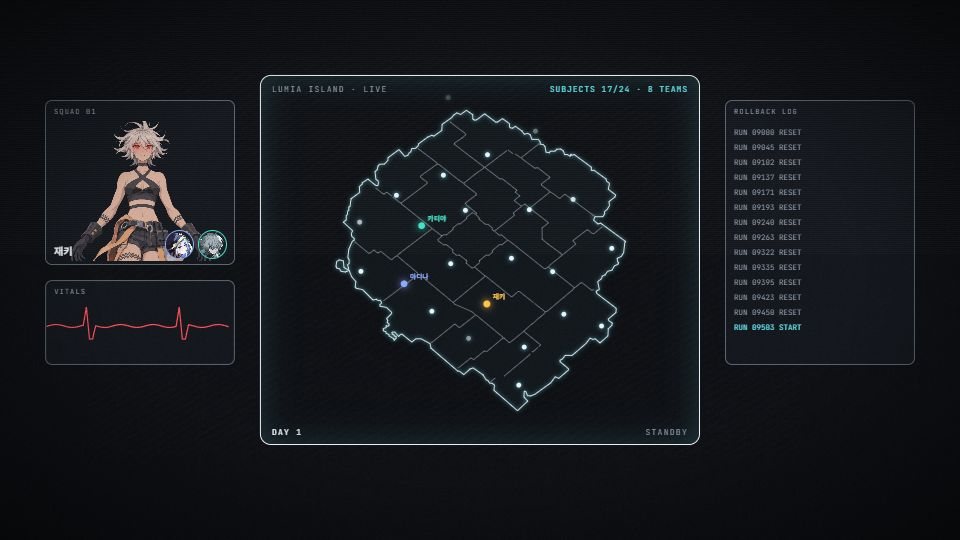 SQUAD 01
재키
VITALS
LUMIA ISLAND · LIVE
SUBJECTS 17/24 · 8 TEAMS
카티야
아디나
재키
DAY 1
STANDBY
ROLLBACK LOG
RUN 09000 RESET
RUN 09045 RESET
RUN 09102 RESET
RUN 09137 RESET
RUN 09171 RESET
RUN 09193 RESET
RUN 09240 RESET
RUN 09263 RESET
RUN 09322 RESET
RUN 09335 RESET
RUN 09395 RESET
RUN 09423 RESET
RUN 09450 RESET
RUN 09503 START